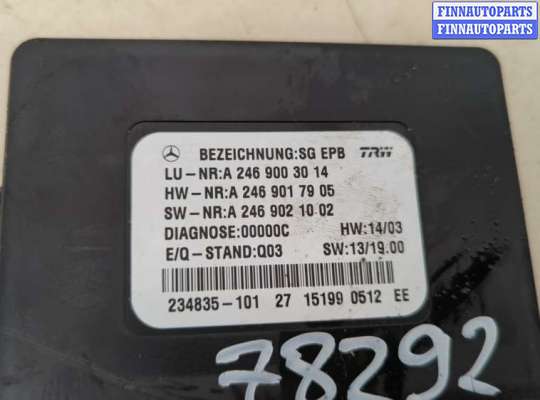 FINNAUTOPARTS
FINNAUTOPARTS
BEZEICHNUNG:SG EPB TRW
LU-NR:A 246 900 30 14
HW-NR:A 246 901 79 05
SW-NR:A 246 902 10 02
DIAGNOSE:00000C HW:14/03
E/Q-STAND:Q03 SW:13/19.00
234835-101 27 15199 0512 EE
78292